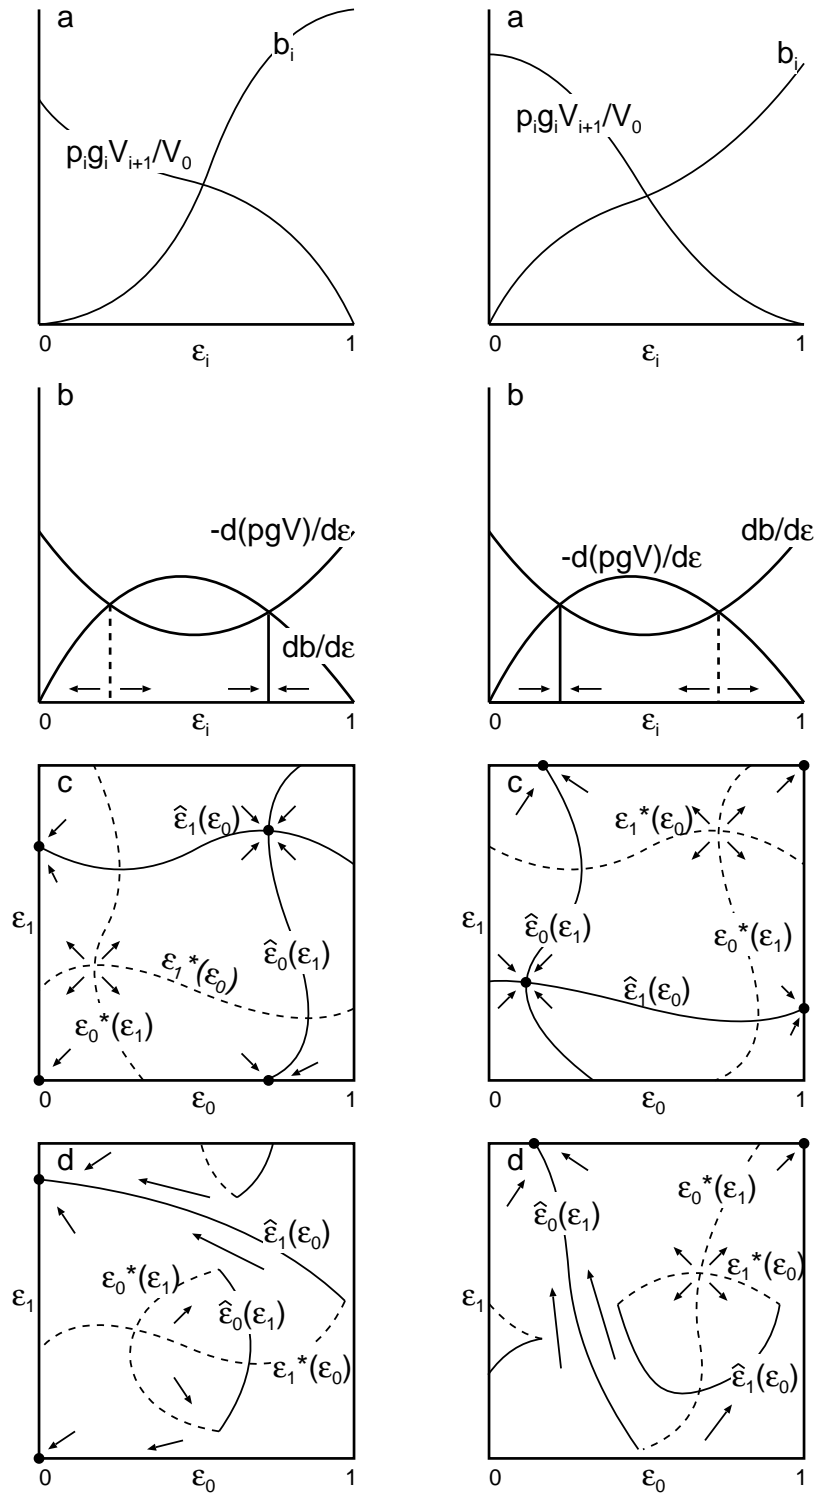 a
b_i
p_ig_iV_{i+1}/V_0
0
1
ε_i
a
b_i
p_ig_iV_{i+1}/V_0
0
1
ε_i
b
-d(pgV)/dε
db/dε
0
1
ε_i
b
db/dε
-d(pgV)/dε
0
1
ε_i
c
ε̂_1(ε_0)
ε_1
ε̂_0(ε_1)
ε_1*(ε_0)
ε_0*(ε_1)
0
1
ε_0
c
ε_1*(ε_0)
ε_1
ε̂_0(ε_1)
ε_0*(ε_1)
ε̂_1(ε_0)
0
1
ε_0
d
ε̂_1(ε_0)
ε_0*(ε_1)
ε_1
ε̂_0(ε_1)
ε_1*(ε_0)
0
1
ε_0
d
ε_0*(ε_1)
ε̂_0(ε_1)
ε_1*(ε_0)
ε_1
ε̂_1(ε_0)
0
1
ε_0